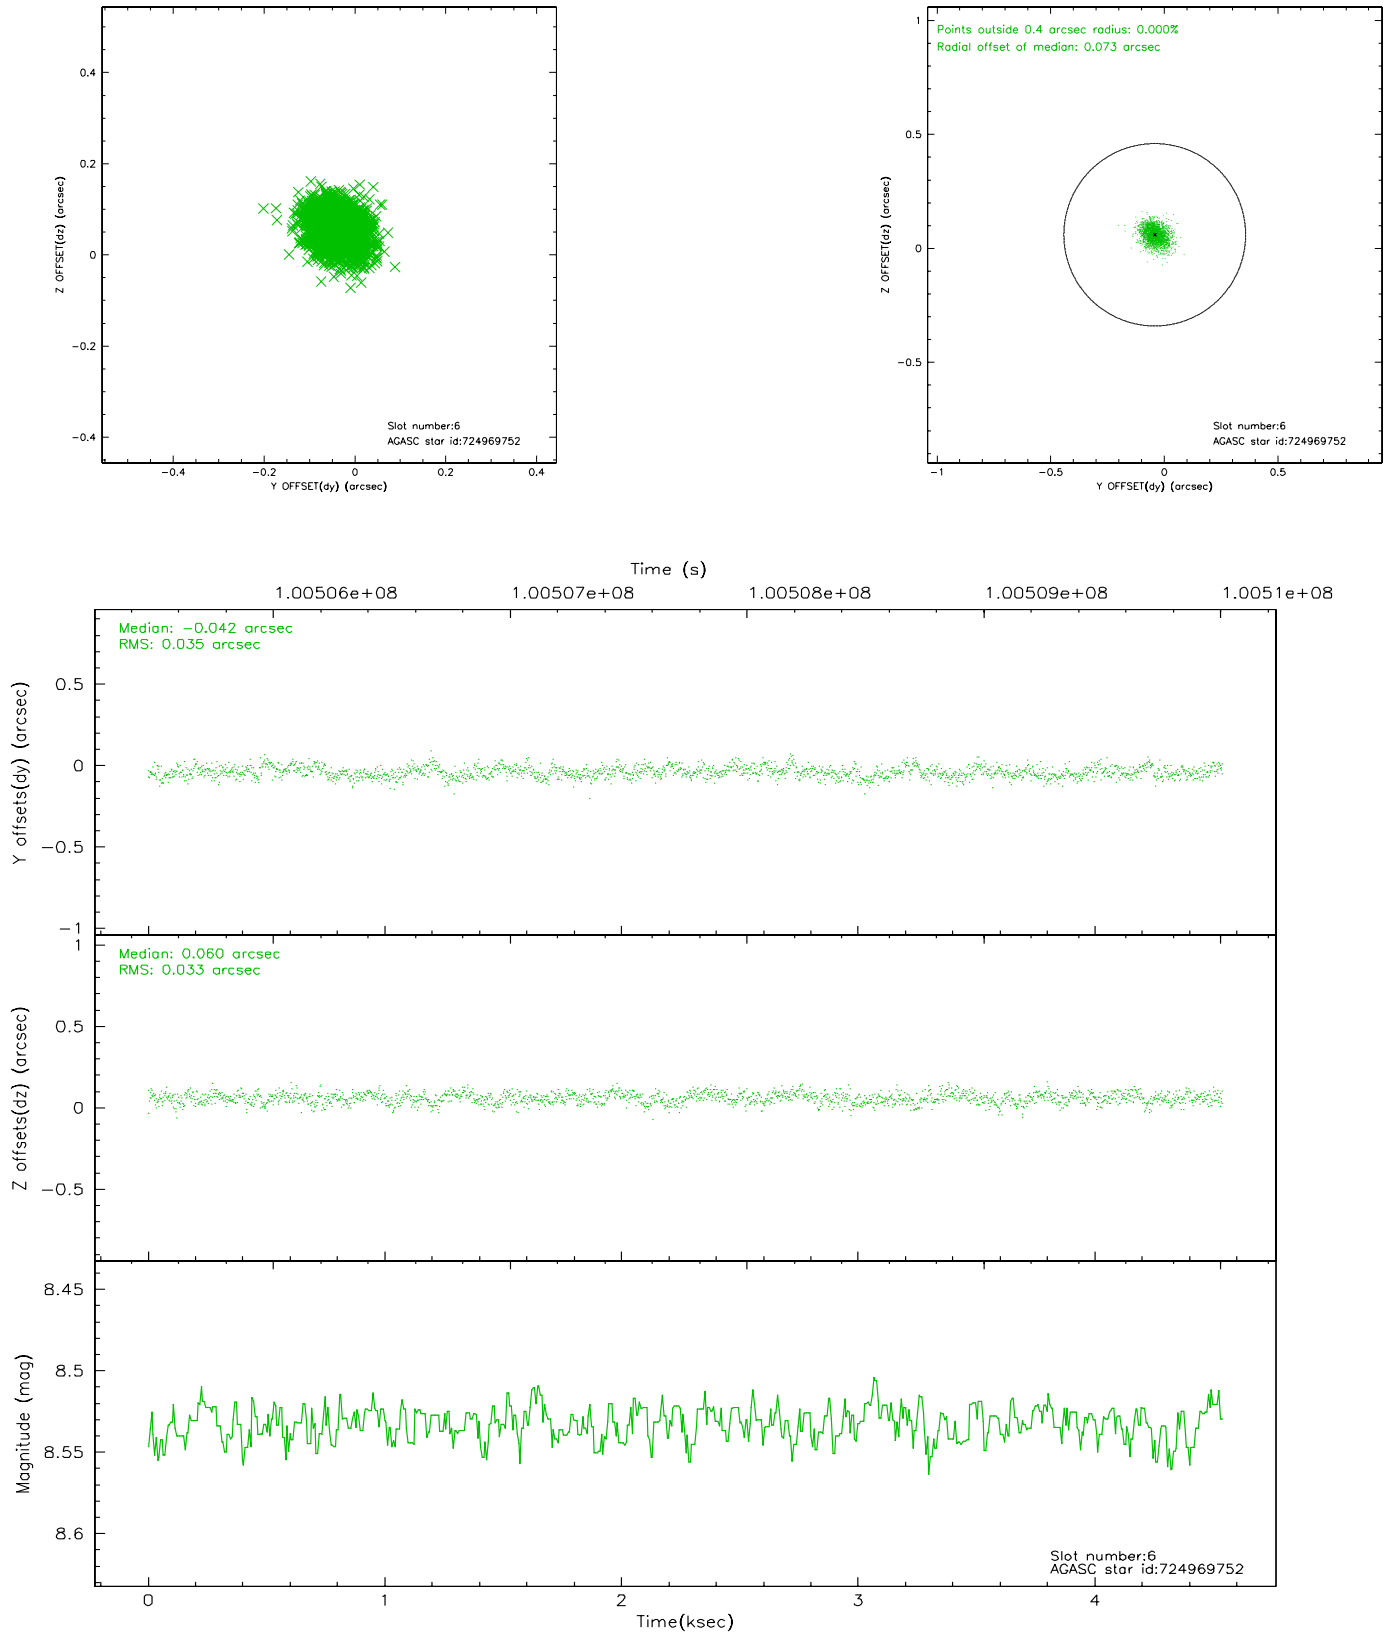 0.4
0.2
0
-0.2
-0.4
Z OFFSET(dz) (arcsec)
Slot number:6
AGASC star id:724969752
-0.4 -0.2 0 0.2 0.4
Y OFFSET(dy) (arcsec)
Points outside 0.4 arcsec radius: 0.000%
Radial offset of median: 0.073 arcsec
1
0.5
0
-0.5
Z OFFSET(dz) (arcsec)
Slot number:6
AGASC star id:724969752
-1 -0.5 0 0.5
Y OFFSET(dy) (arcsec)
Time (s)
1.00506e+08 1.00507e+08 1.00508e+08 1.00509e+08 1.0051e+08
Median: -0.042 arcsec
RMS: 0.035 arcsec
0.5
0
-0.5
-1
Y offsets(dy) (arcsec)
Median: 0.060 arcsec
RMS: 0.033 arcsec
1
0.5
0
-0.5
Z offsets(dz) (arcsec)
8.45
8.5
8.55
8.6
Magnitude (mag)
Slot number:6
AGASC star id:724969752
0 1 2 3 4
Time(ksec)